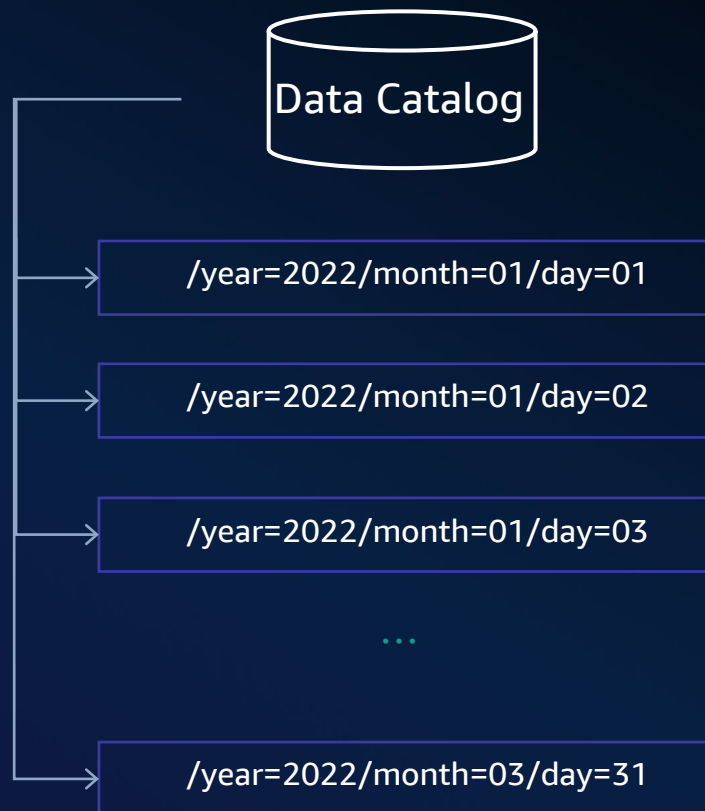 Data Catalog
/year=2022/month=01/day=01
/year=2022/month=01/day=02
/year=2022/month=01/day=03
...
/year=2022/month=03/day=31